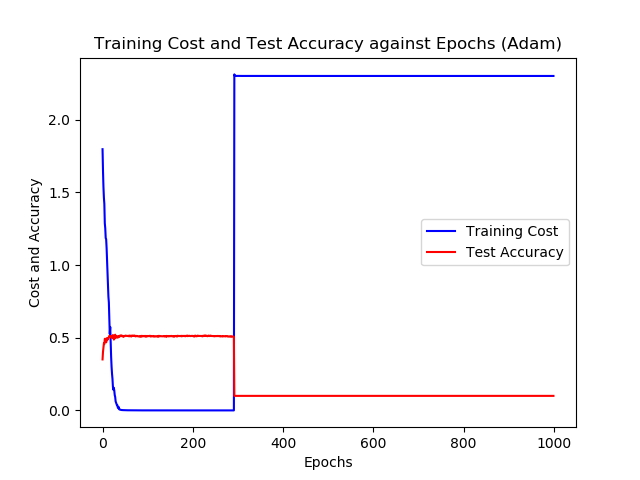 Training Cost and Test Accuracy against Epochs (Adam)
Cost and Accuracy
2.0
1.5
1.0
0.5
0.0
Training Cost
Test Accuracy
0 200 400 600 800 1000
Epochs